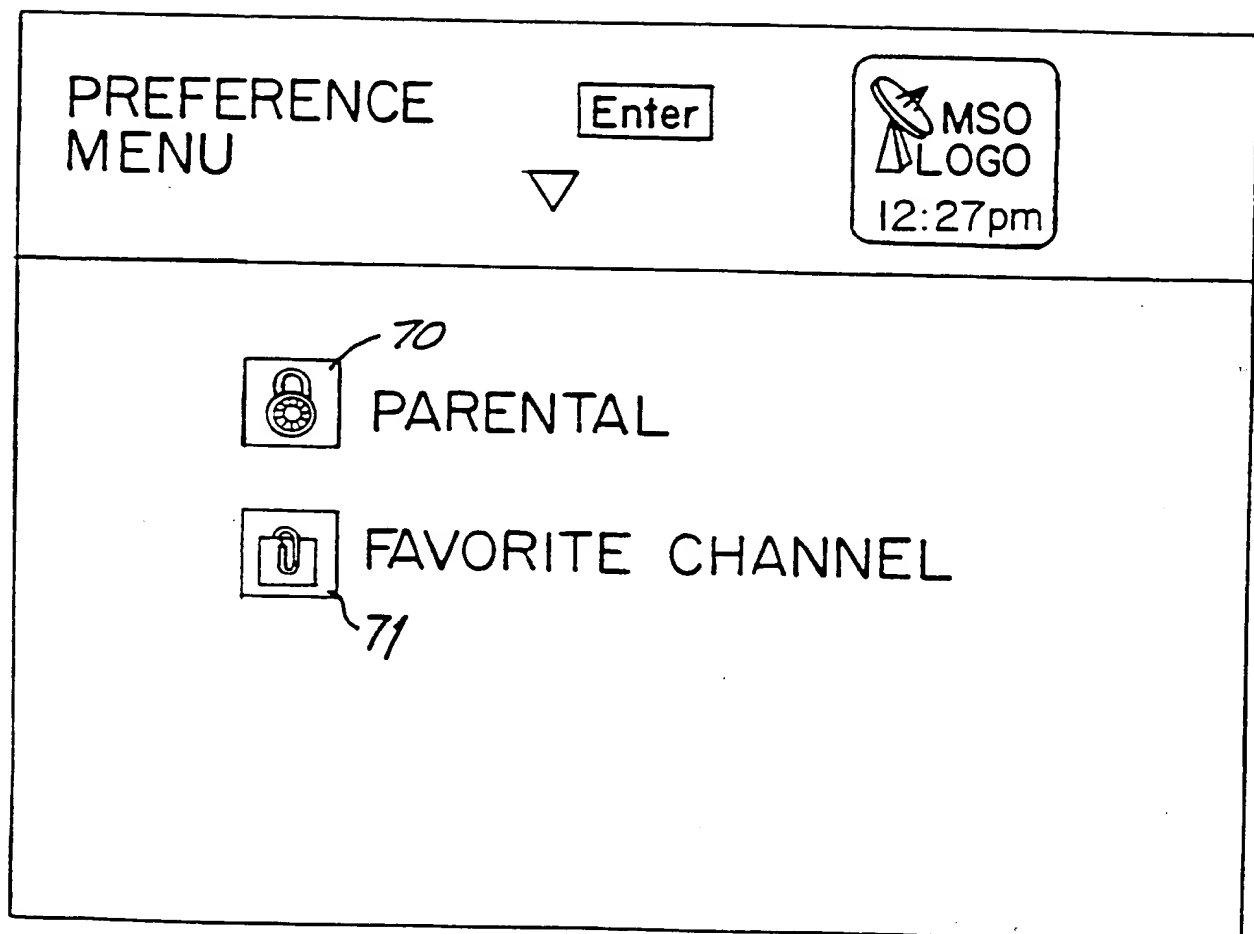 PREFERENCE
MENU
Enter
MSO
LOGO
12:27pm
70
PARENTAL
FAVORITE CHANNEL
71